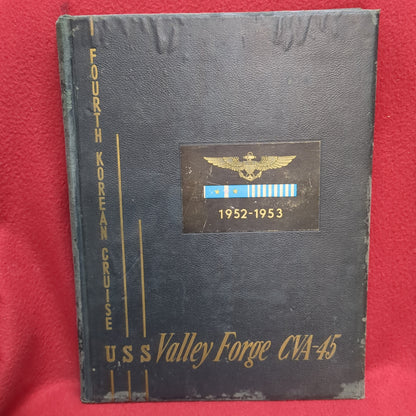 FOURTH KOREAN CRUISE
1952-1953
U.S.S Valley Forge CVA-45